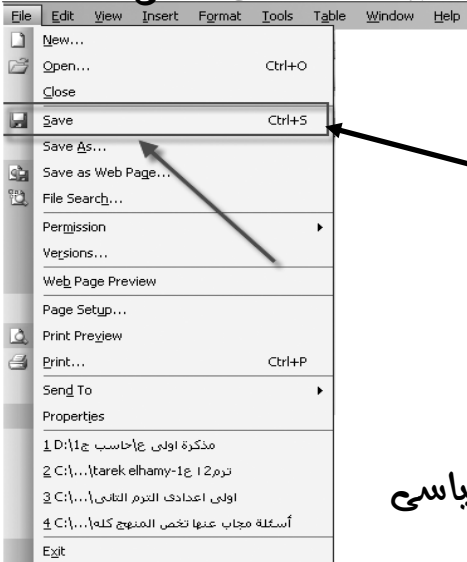 File Edit View Insert Format Tools Table Window Help
New...
Open... Ctrl+O
Close
Save Ctrl+S
Save As...
Save as Web Page...
File Search...
Permission
Versions...
Web Page Preview
Page Setup...
Print Preview
Print... Ctrl+P
Send To
Properties
1 D:\مذكرة اولى ع\حاسب ج1
2 C:\...\tarek elhamy-ترم2 ا ع1
3 C:\...\اولى اعدادى الترم الثانى
4 C:\...\أسئلة مجاب عنها تخص المنهج كله
Exit